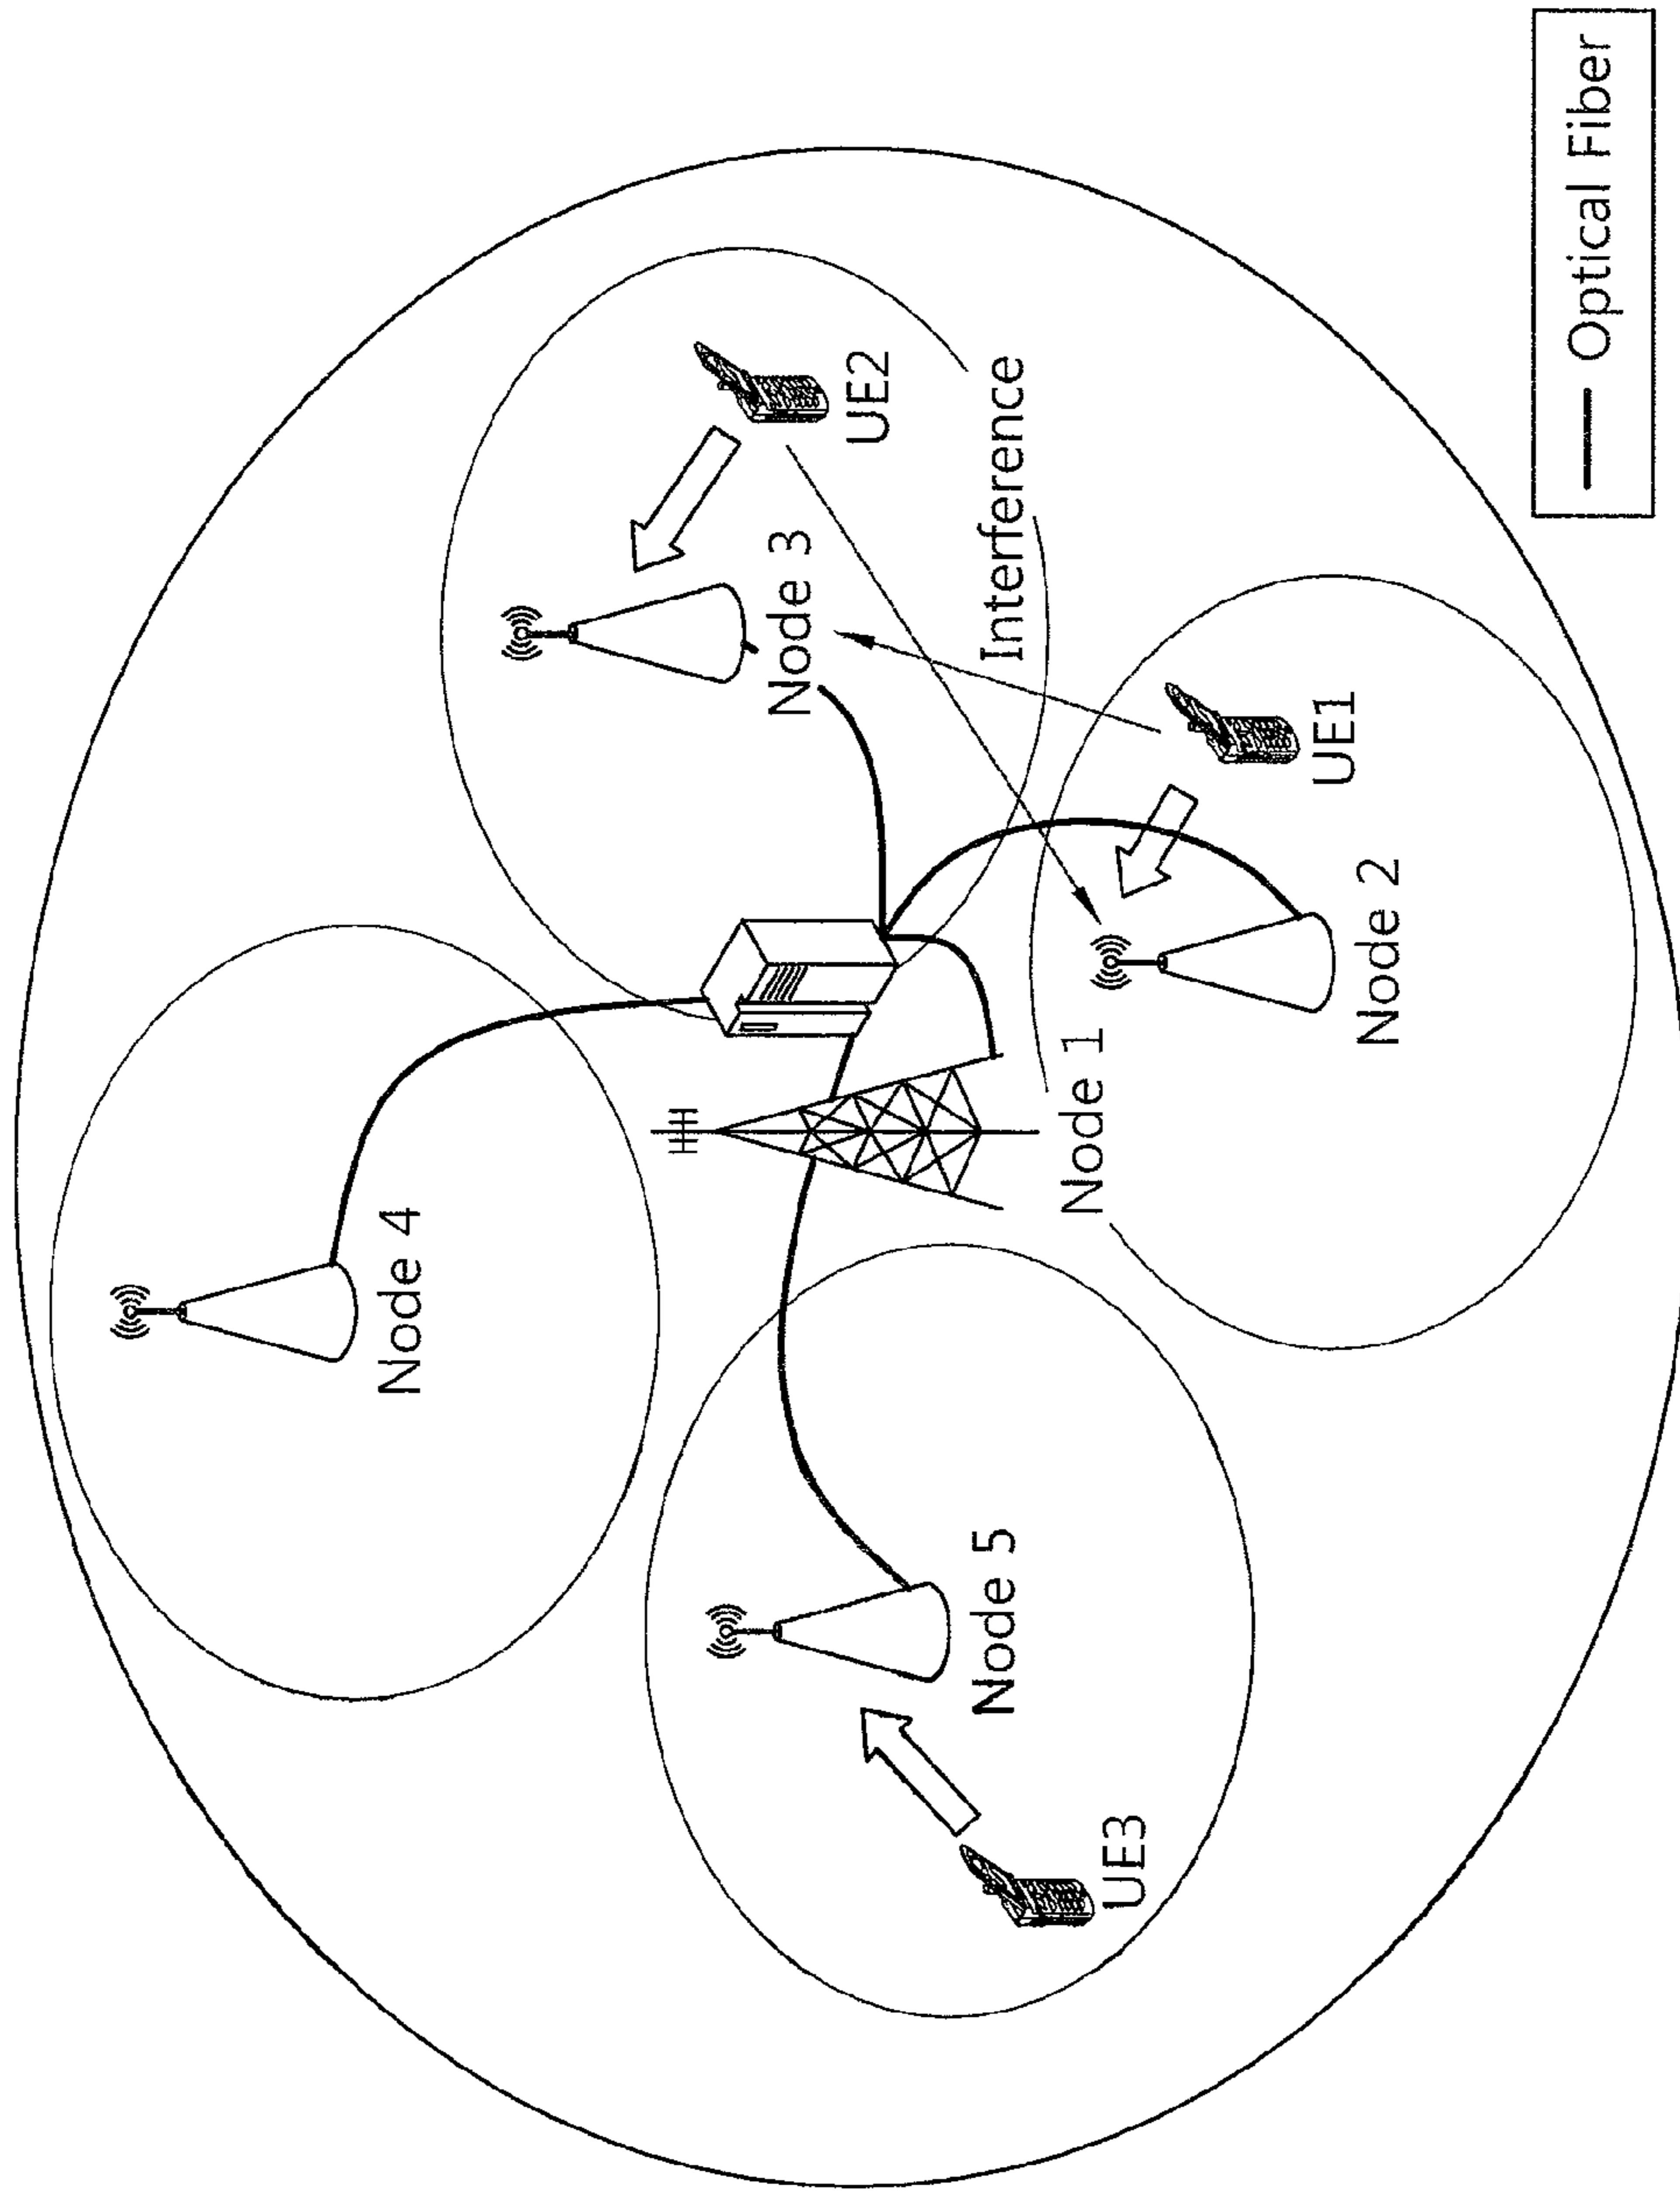 Node 4
Node 3
UE2
Interference
Node 5
Node 1
UE3
UE1
Node 2
Optical Fiber